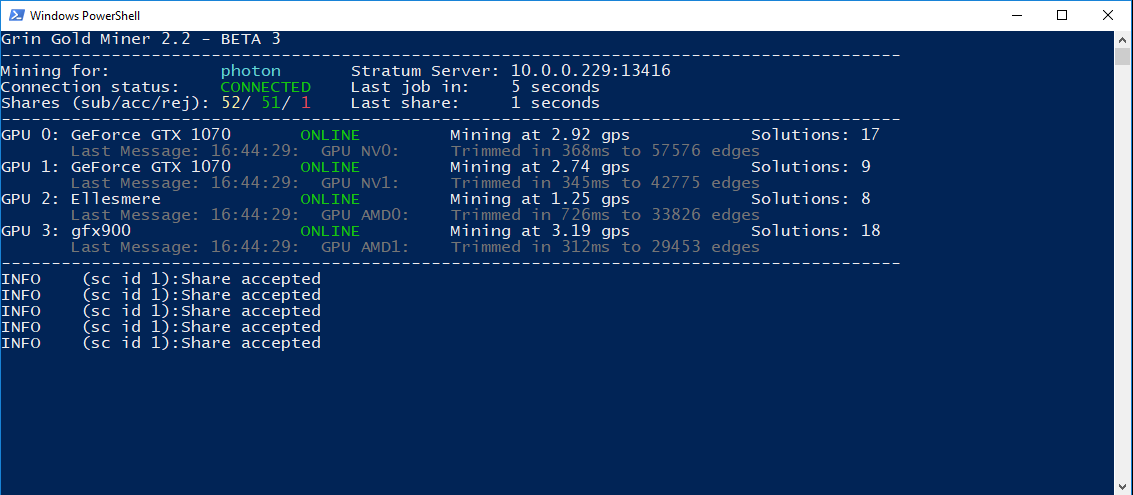 Windows PowerShell
Grin Gold Miner 2.2 - BETA 3
------------------------------------------------------------------------------------------
Mining for: photon Stratum Server: 10.0.0.229:13416
Connection status: CONNECTED Last job in: 5 seconds
Shares (sub/acc/rej): 52/ 51/ 1 Last share: 1 seconds
------------------------------------------------------------------------------------------
GPU 0: GeForce GTX 1070 ONLINE Mining at 2.92 gps Solutions: 17
Last Message: 16:44:29: GPU NV0: Trimmed in 368ms to 57576 edges
GPU 1: GeForce GTX 1070 ONLINE Mining at 2.74 gps Solutions: 9
Last Message: 16:44:29: GPU NV1: Trimmed in 345ms to 42775 edges
GPU 2: Ellesmere ONLINE Mining at 1.25 gps Solutions: 8
Last Message: 16:44:29: GPU AMD0: Trimmed in 726ms to 33826 edges
GPU 3: gfx900 ONLINE Mining at 3.19 gps Solutions: 18
Last Message: 16:44:29: GPU AMD1: Trimmed in 312ms to 29453 edges
------------------------------------------------------------------------------------------
INFO (sc id 1):Share accepted
INFO (sc id 1):Share accepted
INFO (sc id 1):Share accepted
INFO (sc id 1):Share accepted
INFO (sc id 1):Share accepted